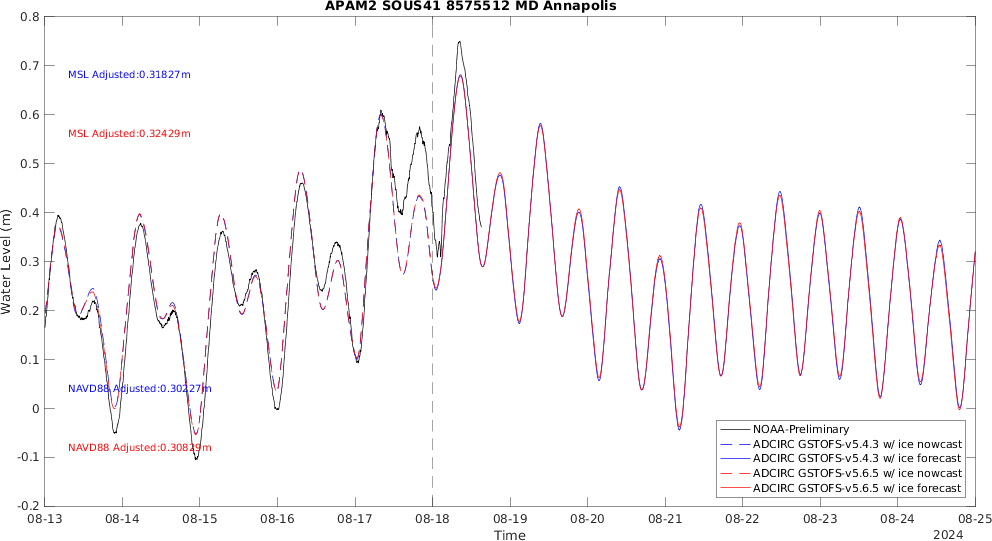 APAM2 SOUS41 8575512 MD Annapolis
0.8
0.7
0.6
0.5
0.4
0.3
0.2
0.1
0
-0.1
-0.2
Water Level (m)
MSL Adjusted:0.31827m
MSL Adjusted:0.32429m
NAVD88 Adjusted:0.30227m
NAVD88 Adjusted:0.30829m
NOAA-Preliminary
ADCIRC GSTOFS-v5.4.3 w/ ice nowcast
ADCIRC GSTOFS-v5.4.3 w/ ice forecast
ADCIRC GSTOFS-v5.6.5 w/ ice nowcast
ADCIRC GSTOFS-v5.6.5 w/ ice forecast
08-13 08-14 08-15 08-16 08-17 08-18 08-19 08-20 08-21 08-22 08-23 08-24 08-25
Time
2024